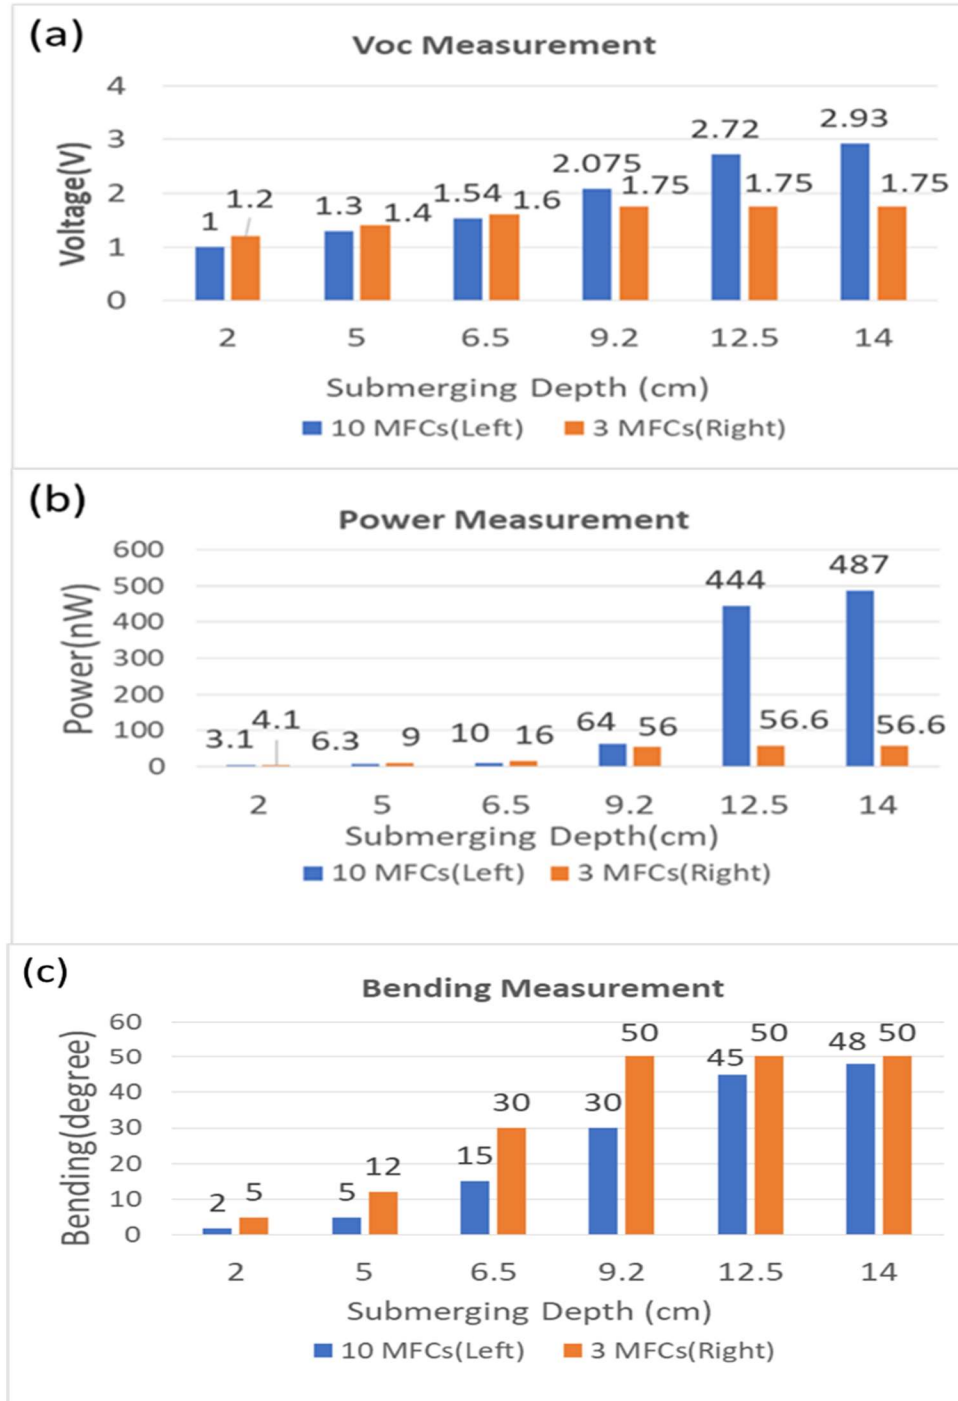 (a)
Voc Measurement
Voltage(V)
4
3
2
1
0
1 1.2 1.3 1.4 1.54 1.6 2.075 1.75 2.72 1.75 2.93 1.75
2 5 6.5 9.2 12.5 14
Submerging Depth (cm)
10 MFCs(Left) 3 MFCs(Right)
(b)
Power Measurement
Power(nW)
600
500
400
300
200
100
0
3.1 4.1 6.3 9 10 16 64 56 444 56.6 487 56.6
2 5 6.5 9.2 12.5 14
Submerging Depth(cm)
10 MFCs(Left) 3 MFCs(Right)
(c)
Bending Measurement
Bending(degree)
60
50
40
30
20
10
0
2 5 5 12 15 30 30 50 45 50 48 50
2 5 6.5 9.2 12.5 14
Submerging Depth (cm)
10 MFCs(Left) 3 MFCs(Right)